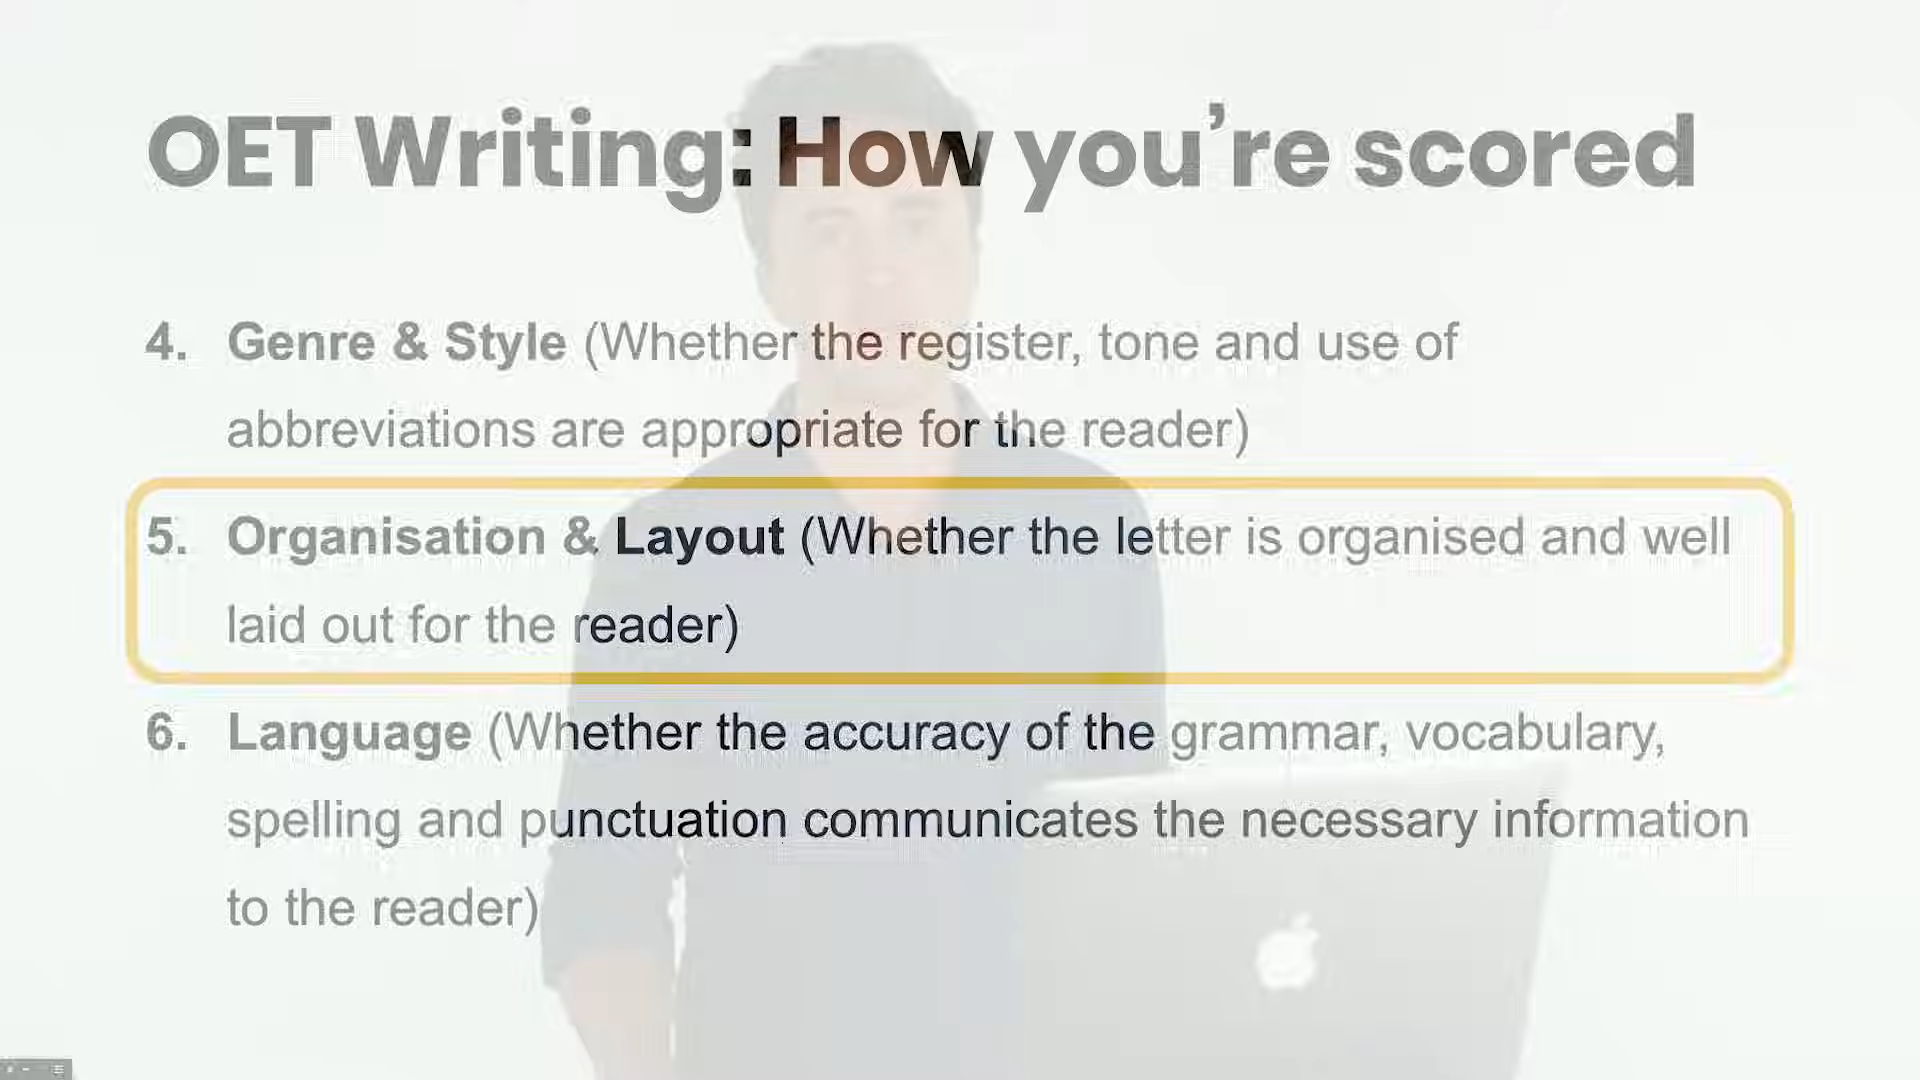 OET Writing: How you’re scored
4. Genre & Style (Whether the register, tone and use of
abbreviations are appropriate for the reader)
5. Organisation & Layout (Whether the letter is organised and well
laid out for the reader)
6. Language (Whether the accuracy of the grammar, vocabulary,
spelling and punctuation communicates the necessary information
to the reader)